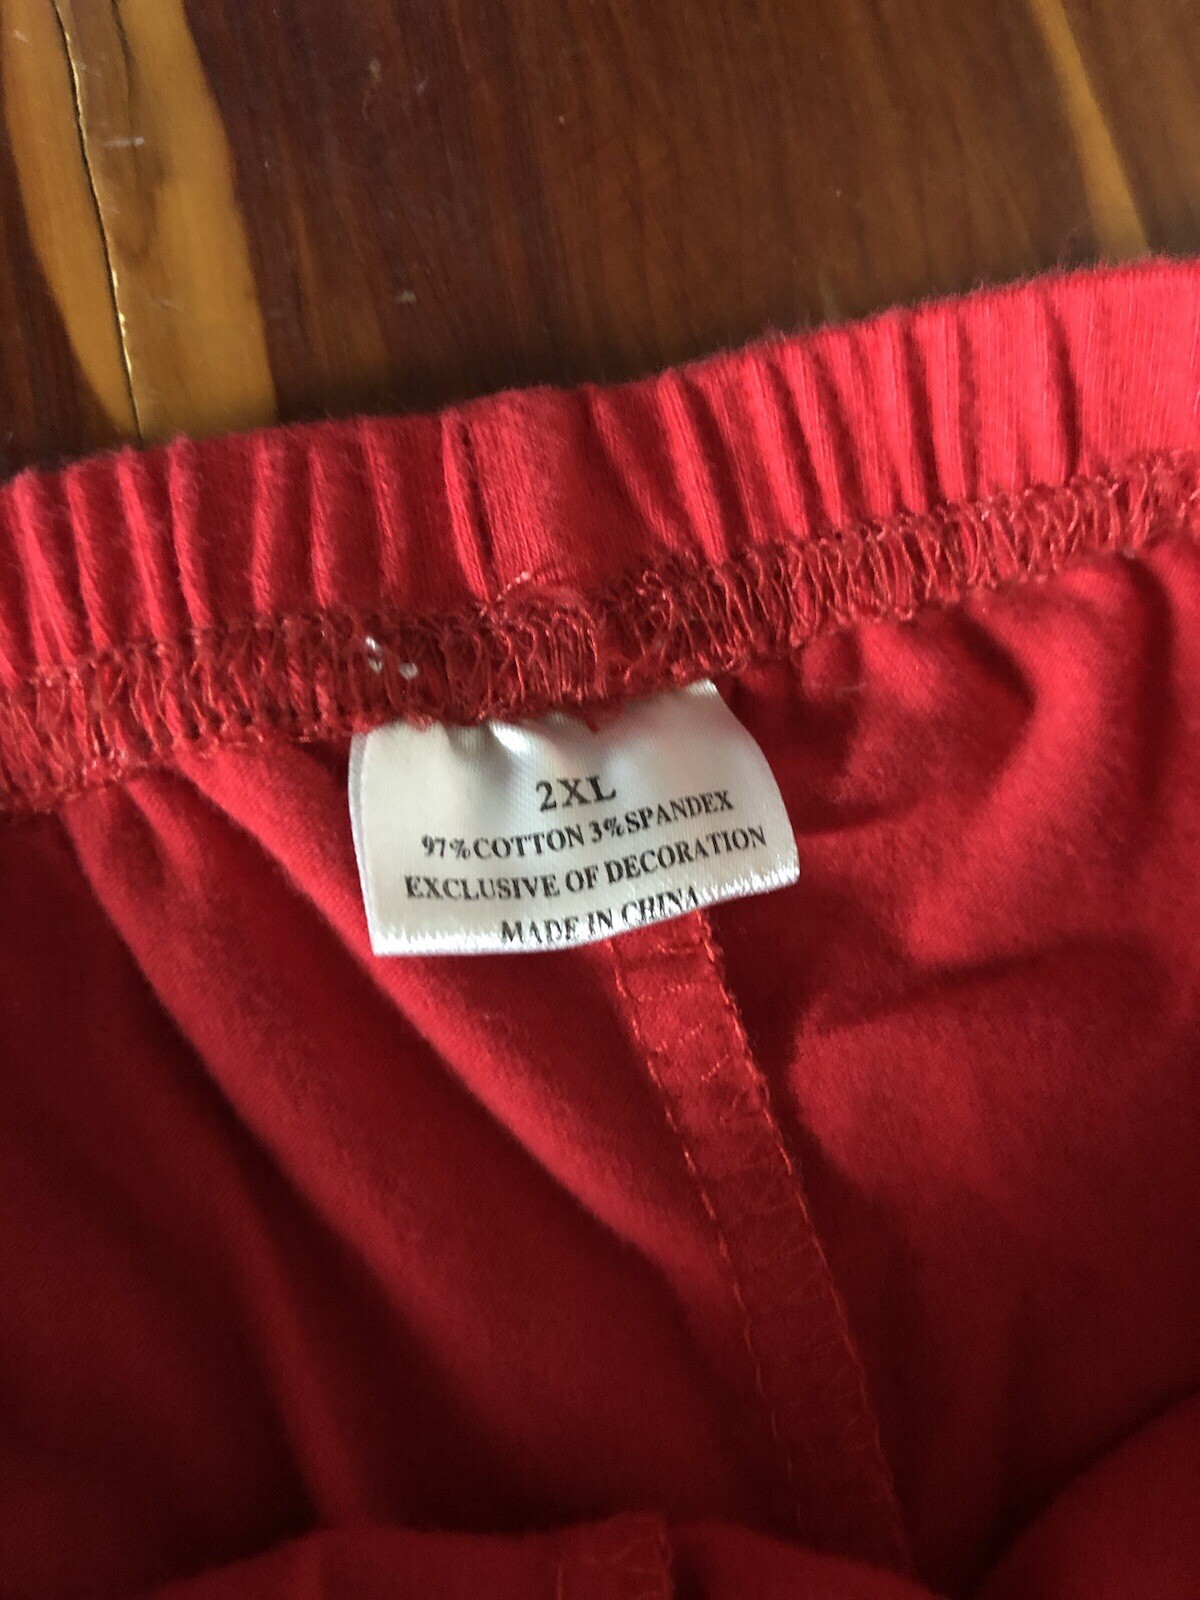 2XL
97%COTTON 3%SPANDEX
EXCLUSIVE OF DECORATION
MADE IN CHINA